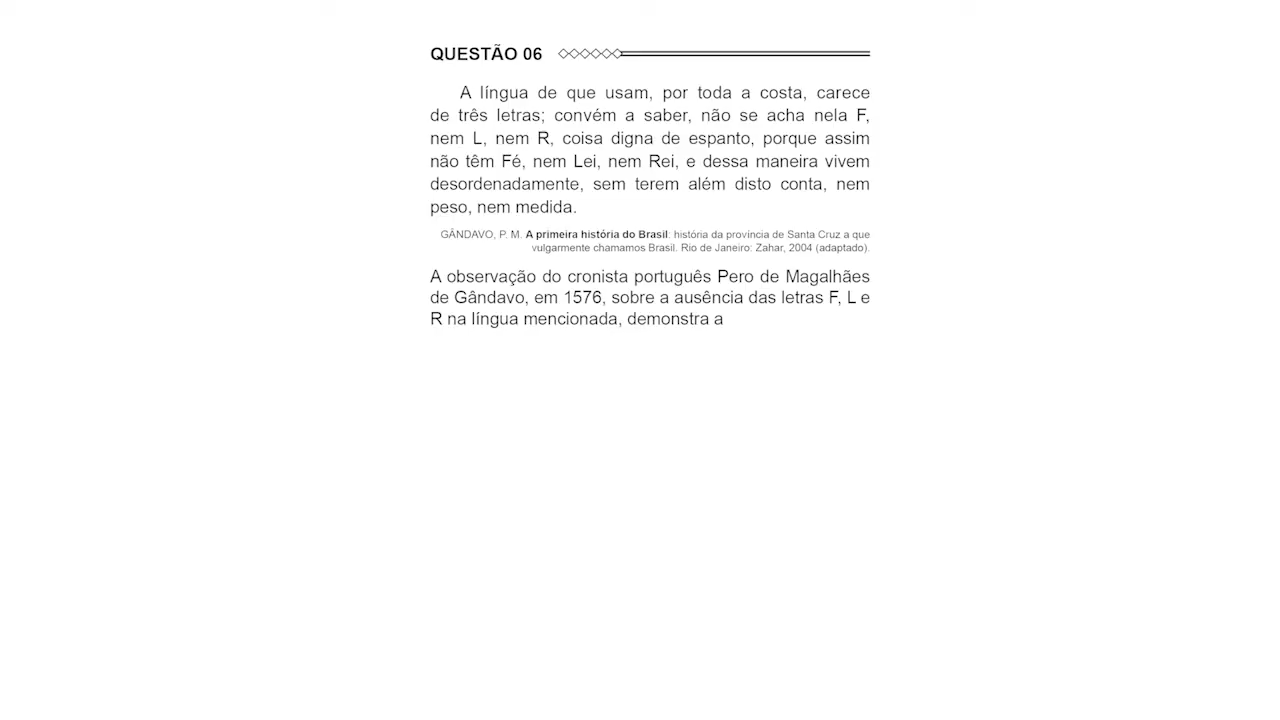 QUESTÃO 06
A língua de que usam, por toda a costa, carece
de três letras; convém a saber, não se acha nela F,
nem L, nem R, coisa digna de espanto, porque assim
não têm Fé, nem Lei, nem Rei, e dessa maneira vivem
desordenadamente, sem terem além disto conta, nem
peso, nem medida.
GÂNDAVO, P. M. A primeira história do Brasil: história da província de Santa Cruz a que
vulgarmente chamamos Brasil. Rio de Janeiro: Zahar, 2004 (adaptado).
A observação do cronista português Pero de Magalhães
de Gândavo, em 1576, sobre a ausência das letras F, L e
R na língua mencionada, demonstra a